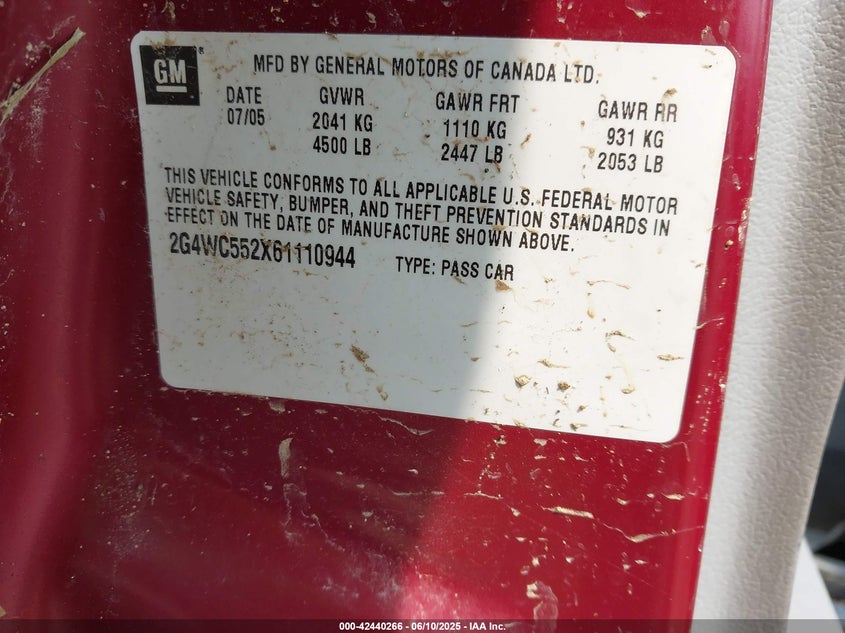 GM ®
MFD BY GENERAL MOTORS OF CANADA LTD.
DATE GVWR GAWR FRT GAWR RR
07/05 2041 KG 1110 KG 931 KG
4500 LB 2447 LB 2053 LB
THIS VEHICLE CONFORMS TO ALL APPLICABLE U.S. FEDERAL MOTOR
VEHICLE SAFETY, BUMPER, AND THEFT PREVENTION STANDARDS IN
EFFECT ON THE DATE OF MANUFACTURE SHOWN ABOVE.
2G4WC552X61110944 TYPE: PASS CAR
000-42440266 - 06/10/2025 - IAA Inc.